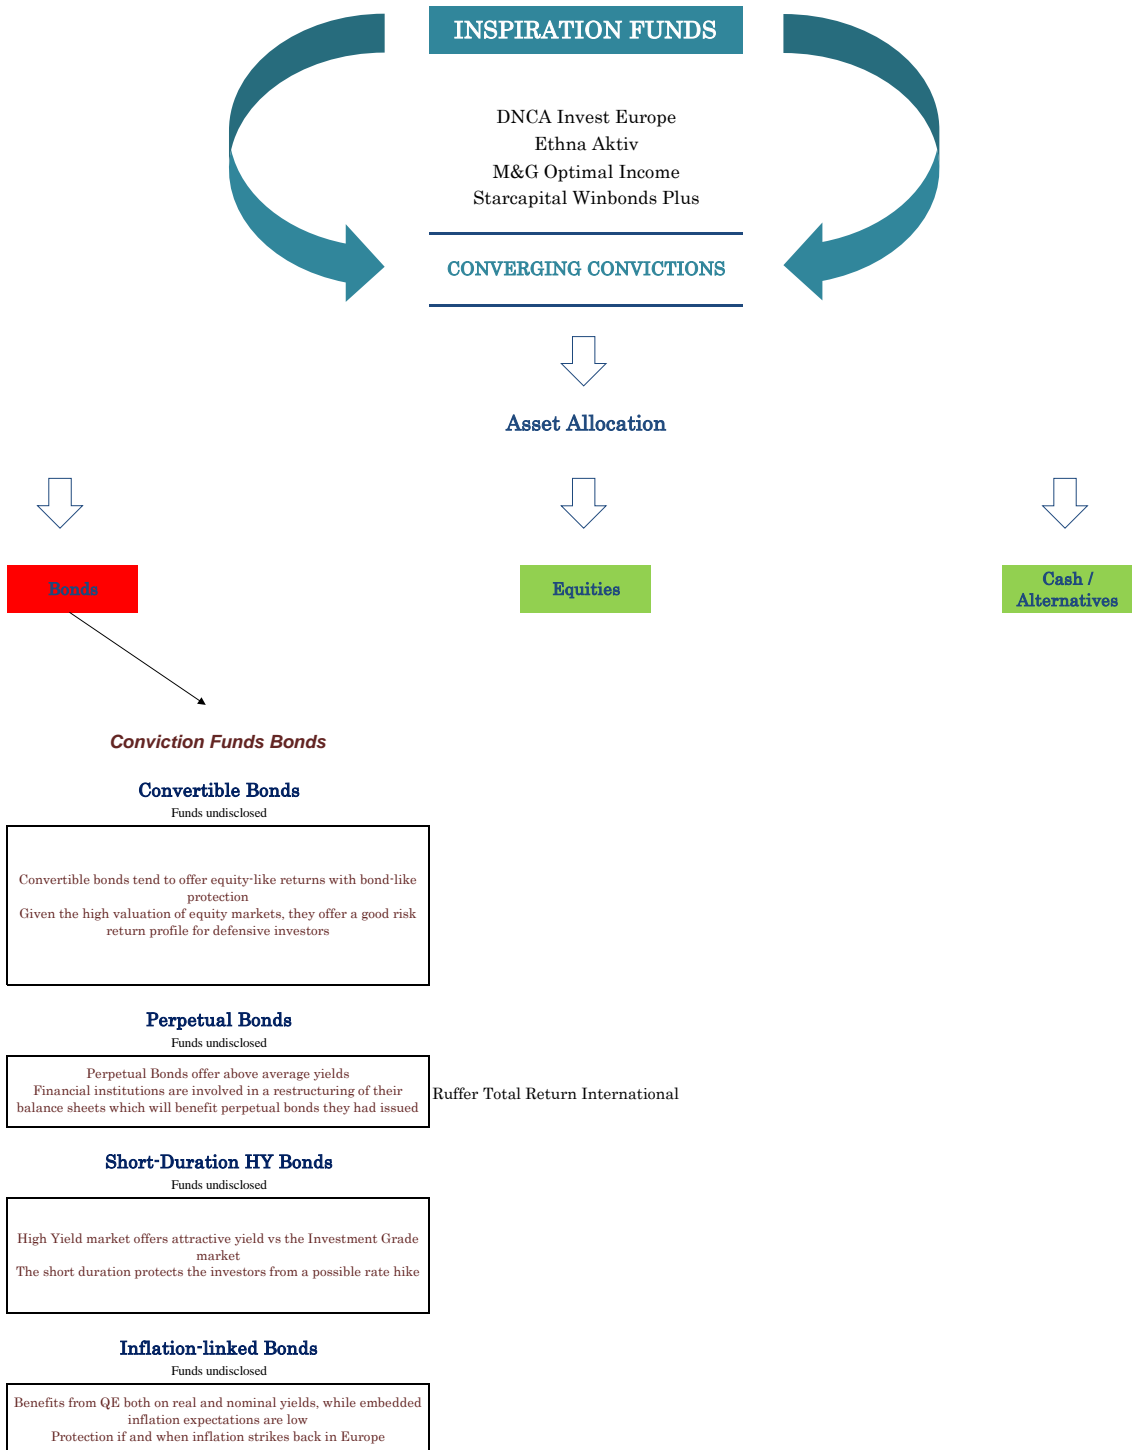 INSPIRATION FUNDS
DNCA Invest Europe
Ethna Aktiv
M&G Optimal Income
Starcapital Winbonds Plus
CONVERGING CONVICTIONS
Asset Allocation
Bonds
Equities
Cash /
Alternatives
Conviction Funds Bonds
Convertible Bonds
Funds undisclosed
Convertible bonds tend to offer equity-like returns with bond-like
protection
Given the high valuation of equity markets, they offer a good risk
return profile for defensive investors
Perpetual Bonds
Funds undisclosed
Perpetual Bonds offer above average yields
Financial institutions are involved in a restructuring of their
balance sheets which will benefit perpetual bonds they had issued
Ruffer Total Return International
Short-Duration HY Bonds
Funds undisclosed
High Yield market offers attractive yield vs the Investment Grade
market
The short duration protects the investors from a possible rate hike
Inflation-linked Bonds
Funds undisclosed
Benefits from QE both on real and nominal yields, while embedded
inflation expectations are low
Protection if and when inflation strikes back in Europe